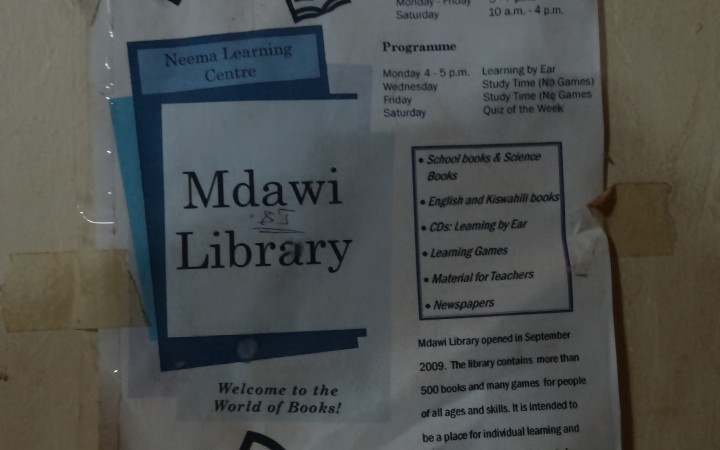 Neema Learning
Centre
Mdawi
Library
Welcome to the
World of Books!
Monday - Friday
Saturday 10 a.m. - 4 p.m.
Programme
Monday 4 - 5 p.m. Learning by Ear
Wednesday Study Time (No Games)
Friday Study Time (No Games
Saturday Quiz of the Week
• School books & Science
Books
• English and Kiswahili books
• CDs: Learning by Ear
• Learning Games
• Material for Teachers
• Newspapers
Mdawi Library opened in September
2009. The library contains more than
500 books and many games for people
of all ages and skills. It is intended to
be a place for individual learning and